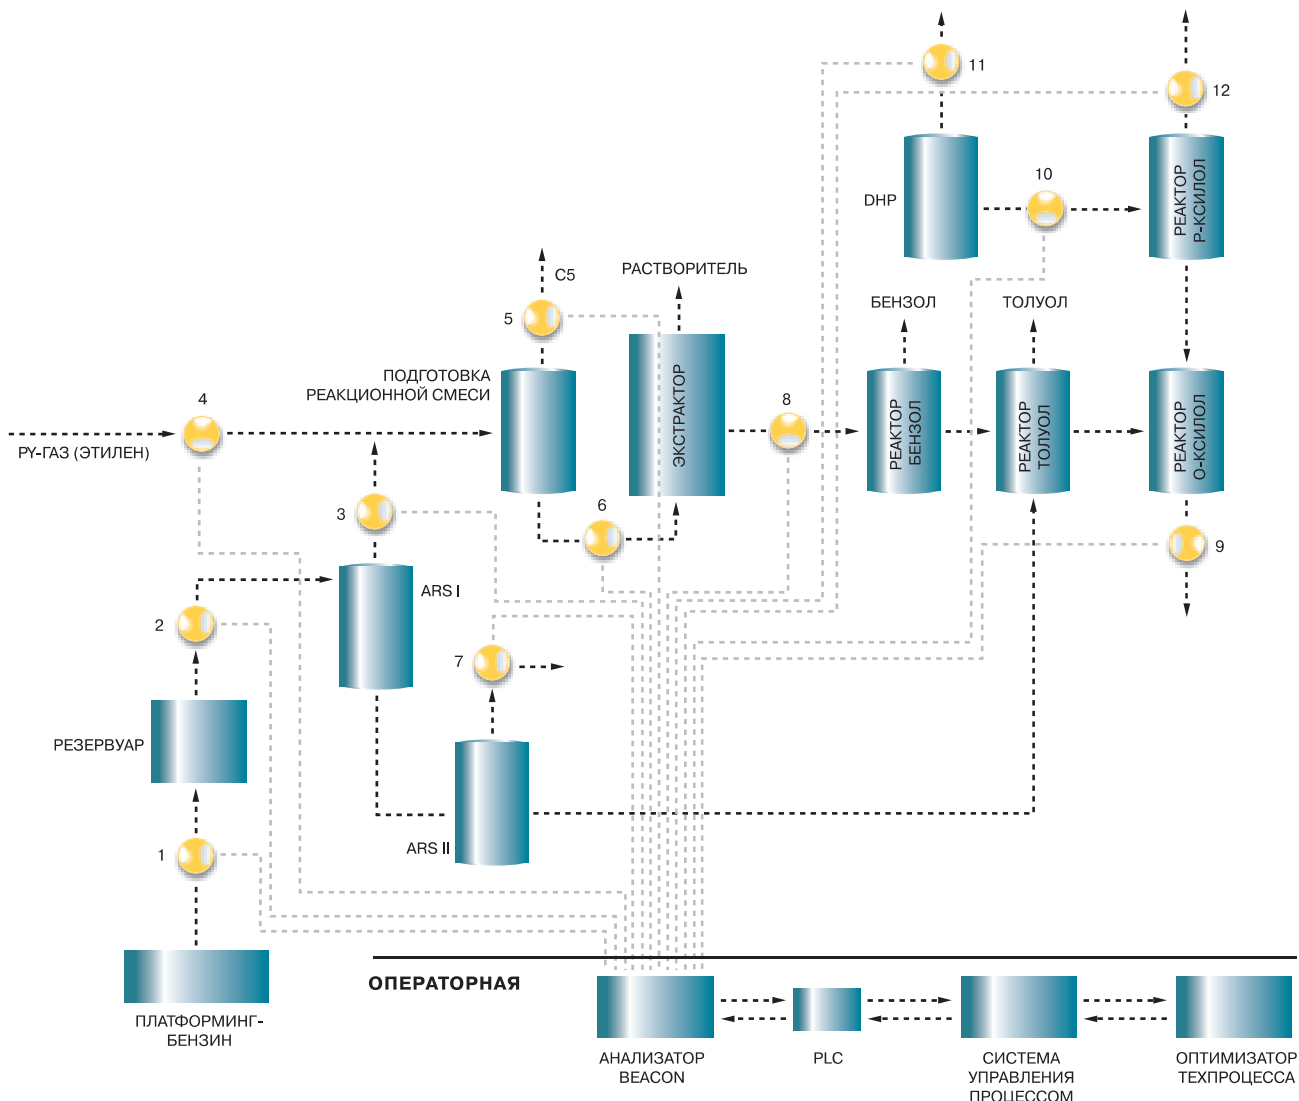 11
12
10
DHP
РЕАКТОР
P-КСИЛОЛ
C5
РАСТВОРИТЕЛЬ
БЕНЗОЛ
ТОЛУОЛ
5
ПОДГОТОВКА
РЕАКЦИОННОЙ СМЕСИ
4
8
ЭКСТРАКТОР
РЕАКТОР
БЕНЗОЛ
РЕАКТОР
ТОЛУОЛ
РЕАКТОР
О-КСИЛОЛ
PY-ГАЗ (ЭТИЛЕН)
3
6
9
ARS I
2
7
РЕЗЕРВУАР
1
ARS II
ОПЕРАТОРНАЯ
ПЛАТФОРМИНГ-
БЕНЗИН
АНАЛИЗАТОР
BEACON
PLC
СИСТЕМА
УПРАВЛЕНИЯ
ПРОЦЕССОМ
ОПТИМИЗАТОР
ТЕХПРОЦЕССА